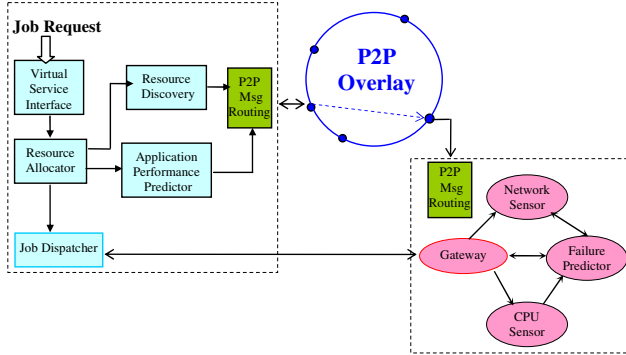 Job Request
Virtual
Service
Interface
Resource
Discovery
P2P
Msg
Routing
P2P
Overlay
Resource
Allocator
Application
Performance
Predictor
Job Dispatcher
P2P
Msg
Routing
Network
Sensor
Gateway
Failure
Predictor
CPU
Sensor